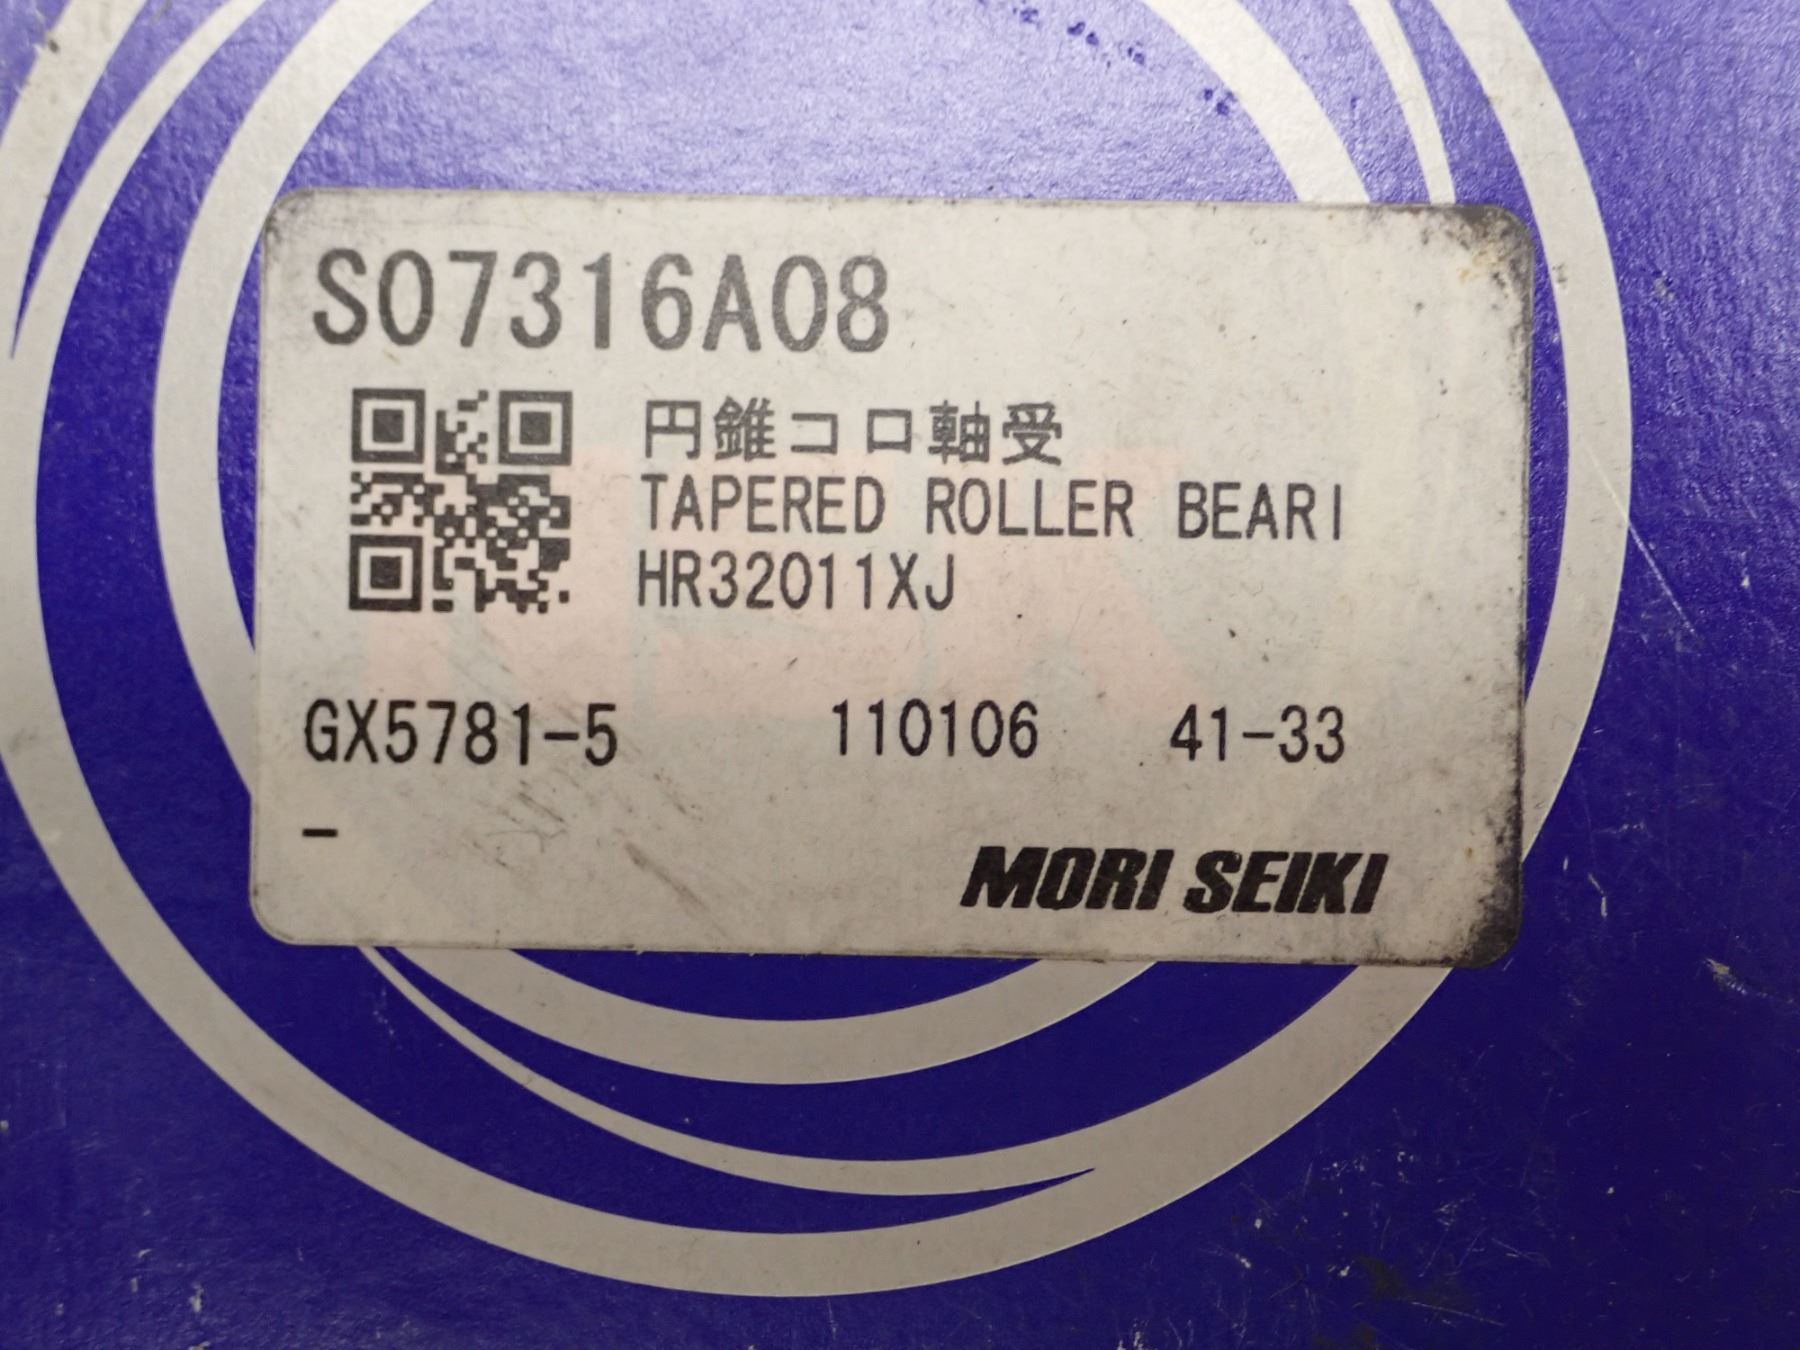 S07316A08
円錐コロ軸受
TAPERED ROLLER BEARI
HR32011XJ
GX5781-5 110106 41-33
-
MORI SEIKI